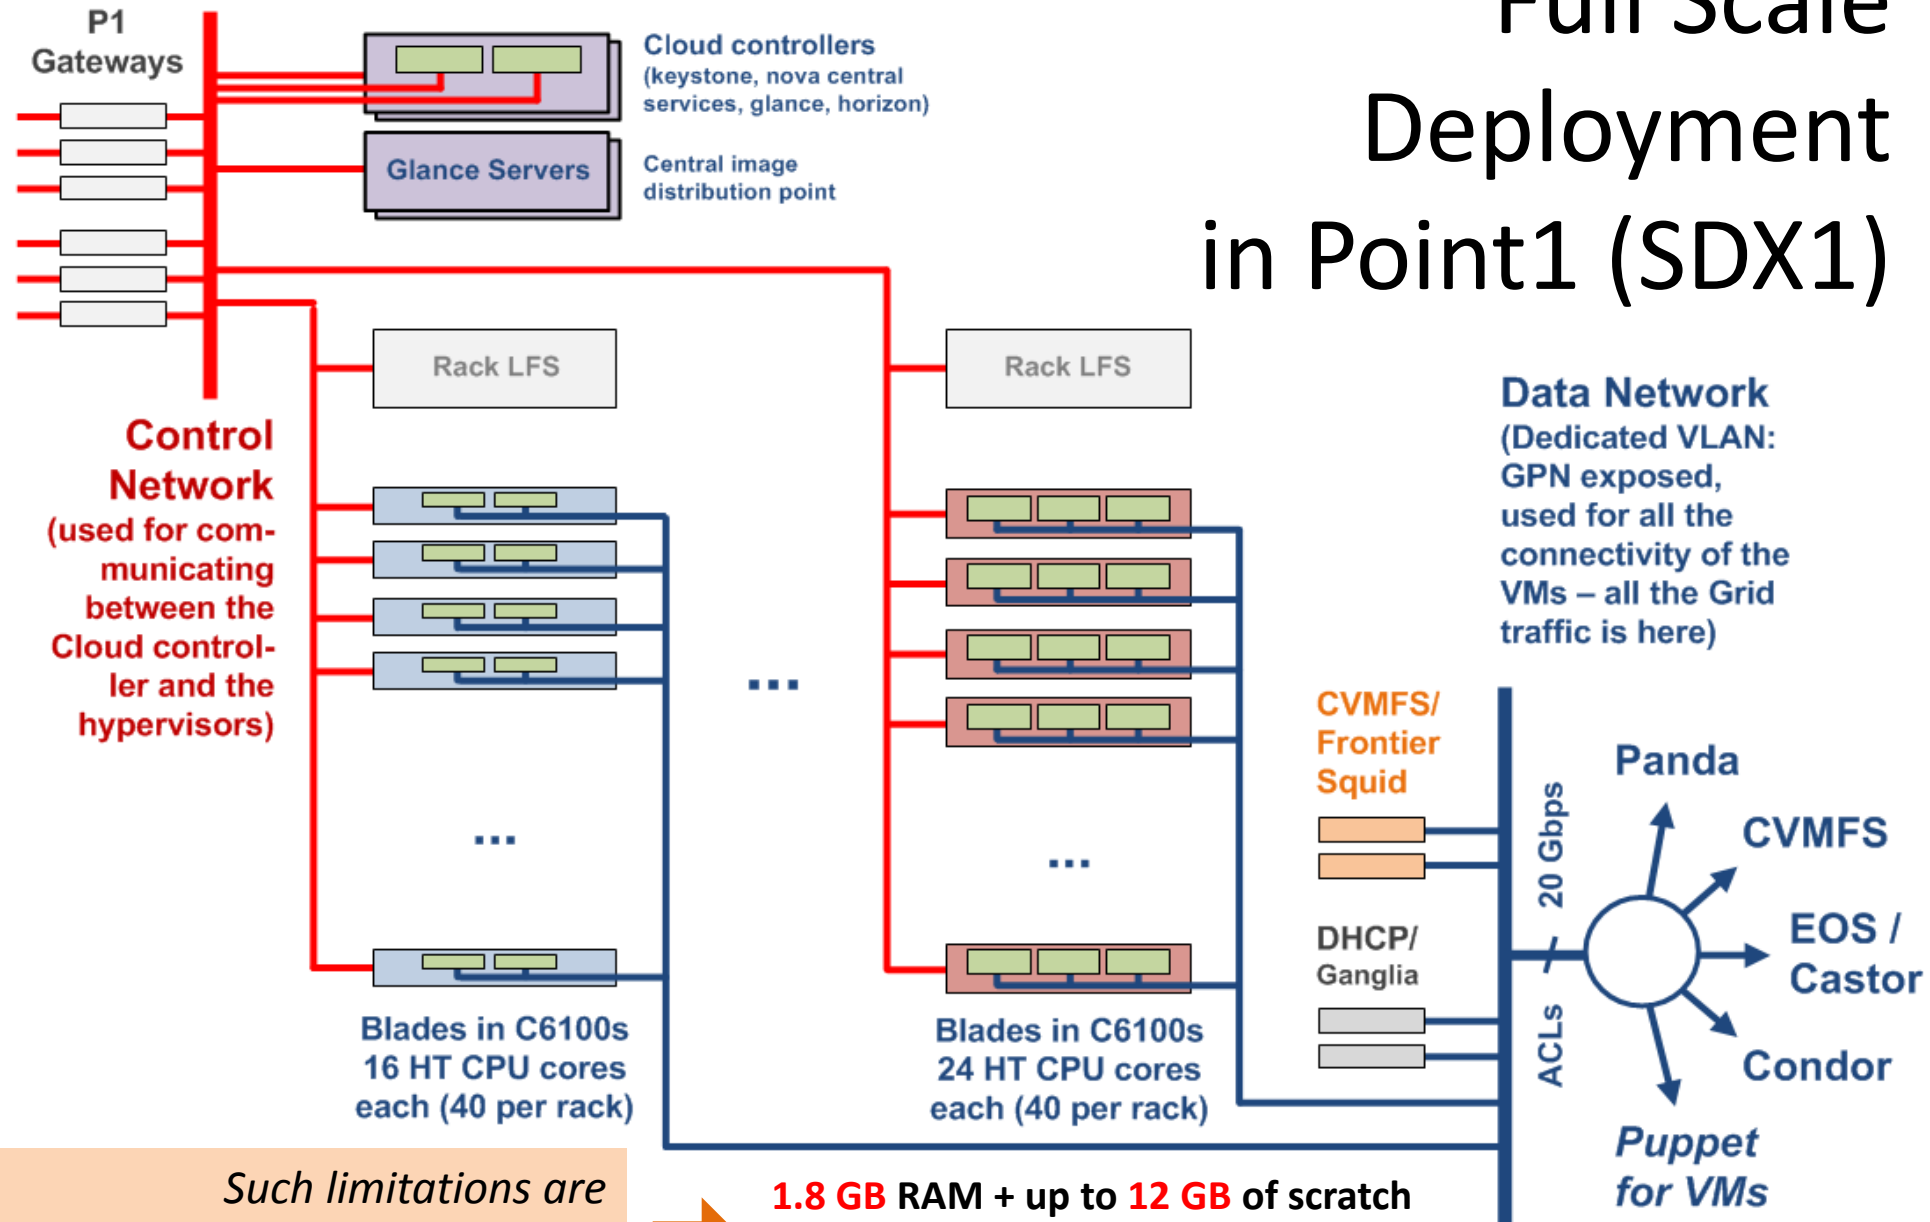 Full Scale
Deployment
in Point1 (SDX1)
P1
Gateways
Cloud controllers
(keystone, nova central
services, glance, horizon)
Glance Servers
Central image
distribution point
Rack LFS
Rack LFS
Control
Network
(used for com-
municating
between the
Cloud control-
ler and the
hypervisors)
...
...
...
Data Network
(Dedicated VLAN:
GPN exposed,
used for all the
connectivity of the
VMs – all the Grid
traffic is here)
CVMFS/
Frontier
Squid
DHCP/
Ganglia
20 Gbps
ACLs
Panda
CVMFS
EOS /
Castor
Condor
Puppet
for VMs
Blades in C6100s
16 HT CPU cores
each (40 per rack)
Blades in C6100s
24 HT CPU cores
each (40 per rack)
Such limitations are
1.8 GB RAM + up to 12 GB of scratch